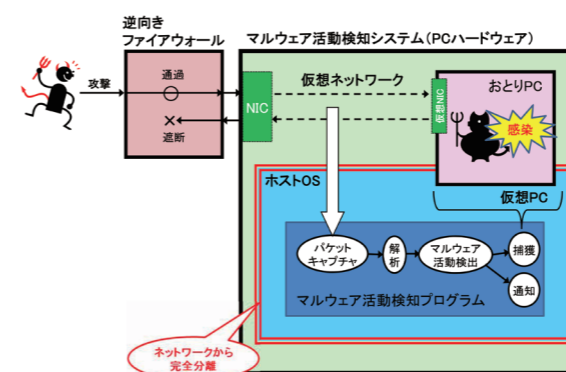 逆向き
ファイアウォール
マルウェア活動検知システム(PCハードウェア)
攻撃
通過
遮断
NIC
仮想ネットワーク
仮想NIC
おとりPC
感染
ホストOS
仮想PC
パケット
キャプチャ
解析
マルウェア
活動検出
捕獲
通知
マルウェア活動検知プログラム
ネットワークから
完全分離